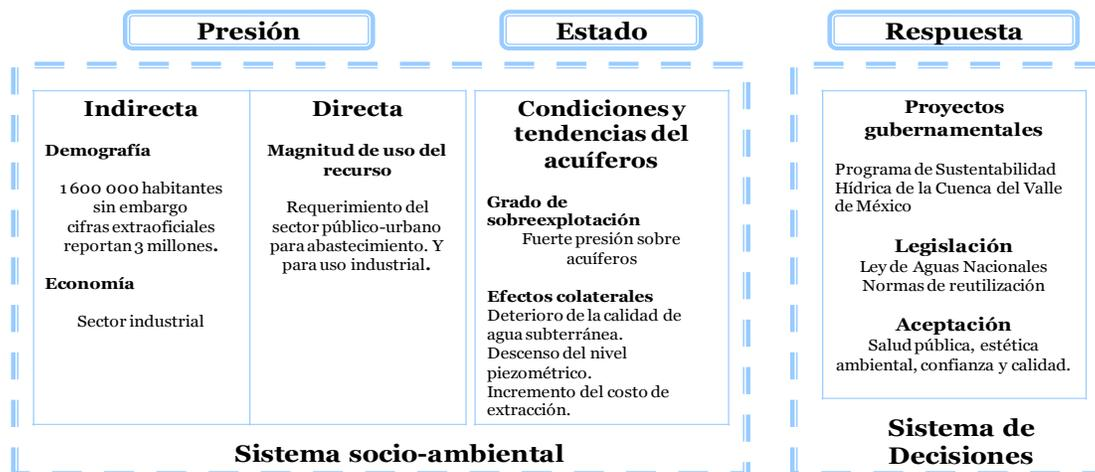 Presión
Estado
Respuesta
Indirecta
Demografía
1 600 000 habitantes
sin embargo
cifras extraoficiales
reportan 3 millones.
Economía
Sector industrial
Directa
Magnitud de uso del
recurso
Requerimiento del
sector público-urbano
para abastecimiento. Y
para uso industrial.
Condiciones y
tendencias del
acuíferos
Grado de
sobreexplotación
Fuerte presión sobre
acuíferos
Efectos colaterales
Deterioro de la calidad de
agua subterránea.
Descenso del nivel
piezométrico.
Incremento del costo de
extracción.
Sistema socio-ambiental
Proyectos
gubernamentales
Programa de Sustentabilidad
Hídrica de la Cuenca del Valle
de México
Legislación
Ley de Aguas Nacionales
Normas de reutilización
Aceptación
Salud pública, estética
ambiental, confianza y calidad.
Sistema de
Decisiones